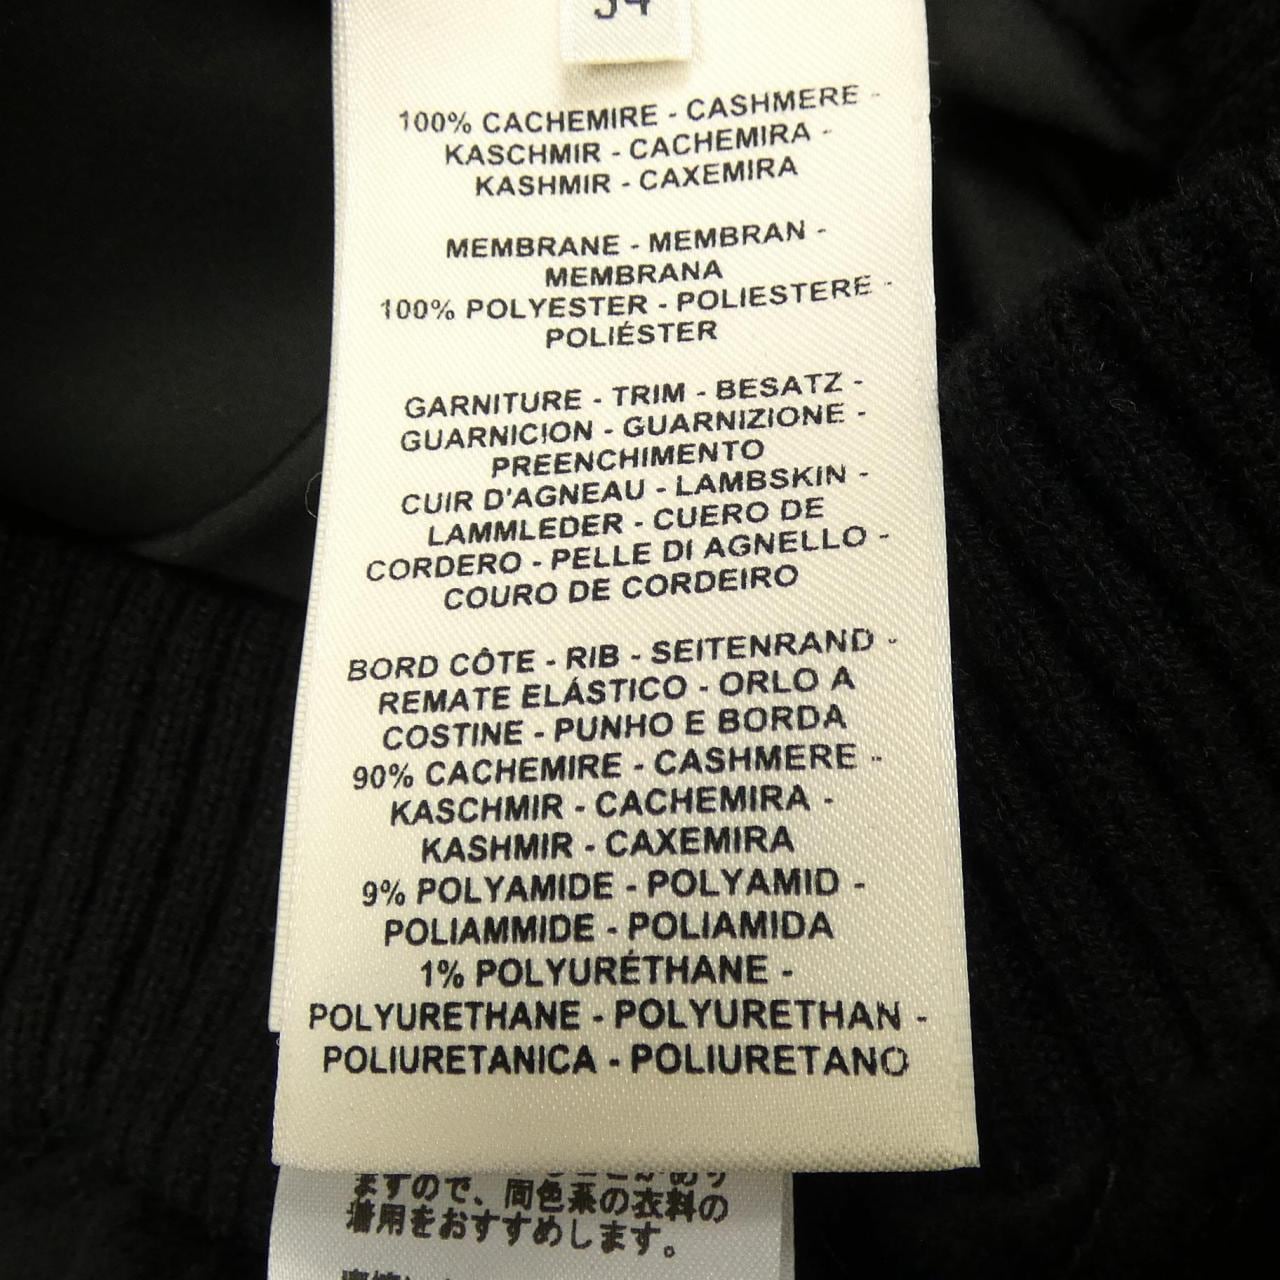 54
100% CACHEMIRE - CASHMERE -
KASCHMIR - CACHEMIRA -
KASHMIR - CAXEMIRA
MEMBRANE - MEMBRAN -
MEMBRANA
100% POLYESTER - POLIESTERE -
POLIÉSTER
GARNITURE - TRIM - BESATZ -
GUARNICION - GUARNIZIONE -
PREENCHIMENTO
CUIR D'AGNEAU - LAMBSKIN -
LAMMLEDER - CUERO DE
CORDERO - PELLE DI AGNELLO -
COURO DE CORDEIRO
BORD CÔTE - RIB - SEITENRAND -
REMATE ELÁSTICO - ORLO A
COSTINE - PUNHO E BORDA
90% CACHEMIRE - CASHMERE -
KASCHMIR - CACHEMIRA -
KASHMIR - CAXEMIRA
9% POLYAMIDE - POLYAMID -
POLIAMMIDE - POLIAMIDA
1% POLYURÉTHANE -
POLYURETHANE - POLYURETHAN -
POLIURETANICA - POLIURETANO
ますので、同色系の衣料の
着用をおすすめします。